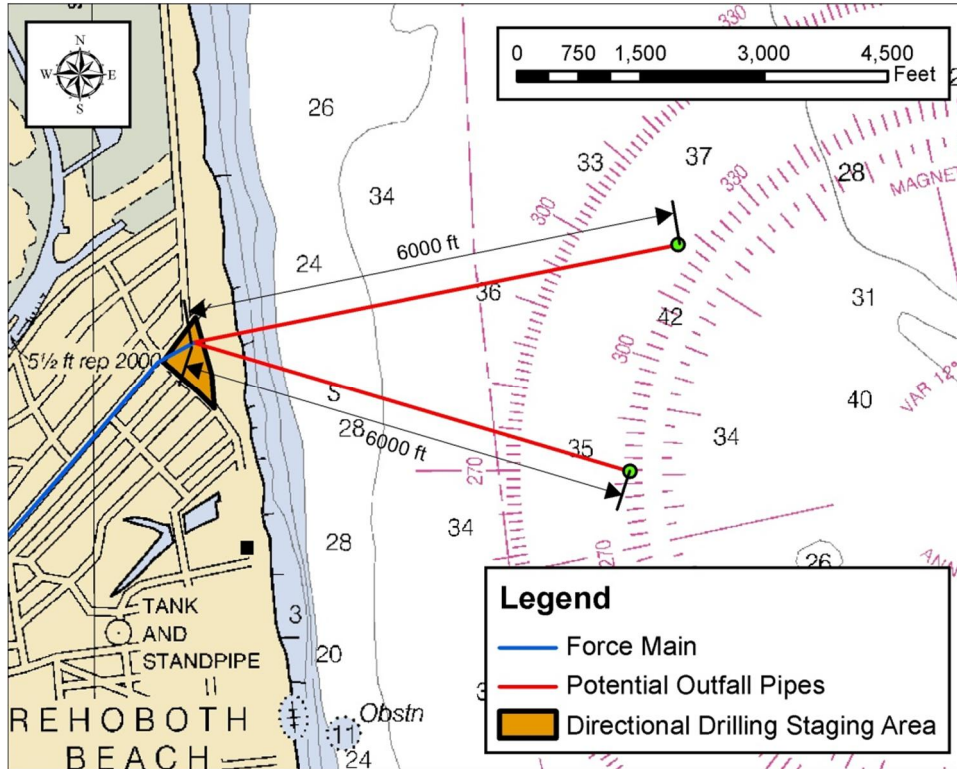 N
W E
S
0 750 1,500 3,000 4,500
Feet
26
33
37
330
330
28
MAGNET
34
300
6000 ft
24
36
42
31
300
5½ ft rep 2000
S
28
6000 ft
35
34
40
VAR 12°
270
34
28
270
26
ANN
TANK
AND
STANDPIPE
3
20
Obstn
1
11
24
REHOBOTH
BEACH
Legend
Force Main
Potential Outfall Pipes
Directional Drilling Staging Area